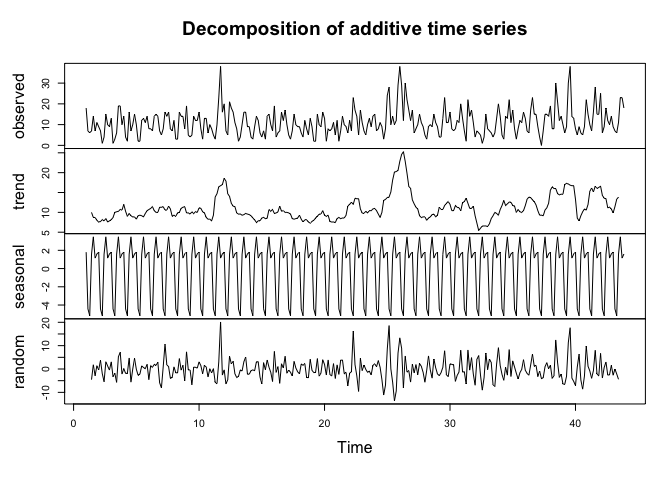 Decomposition of additive time series
observed
0 10 20 30
trend
5 10 20
seasonal
-4 -2 0 2
random
-10 0 10 20
0 10 20 30 40
Time